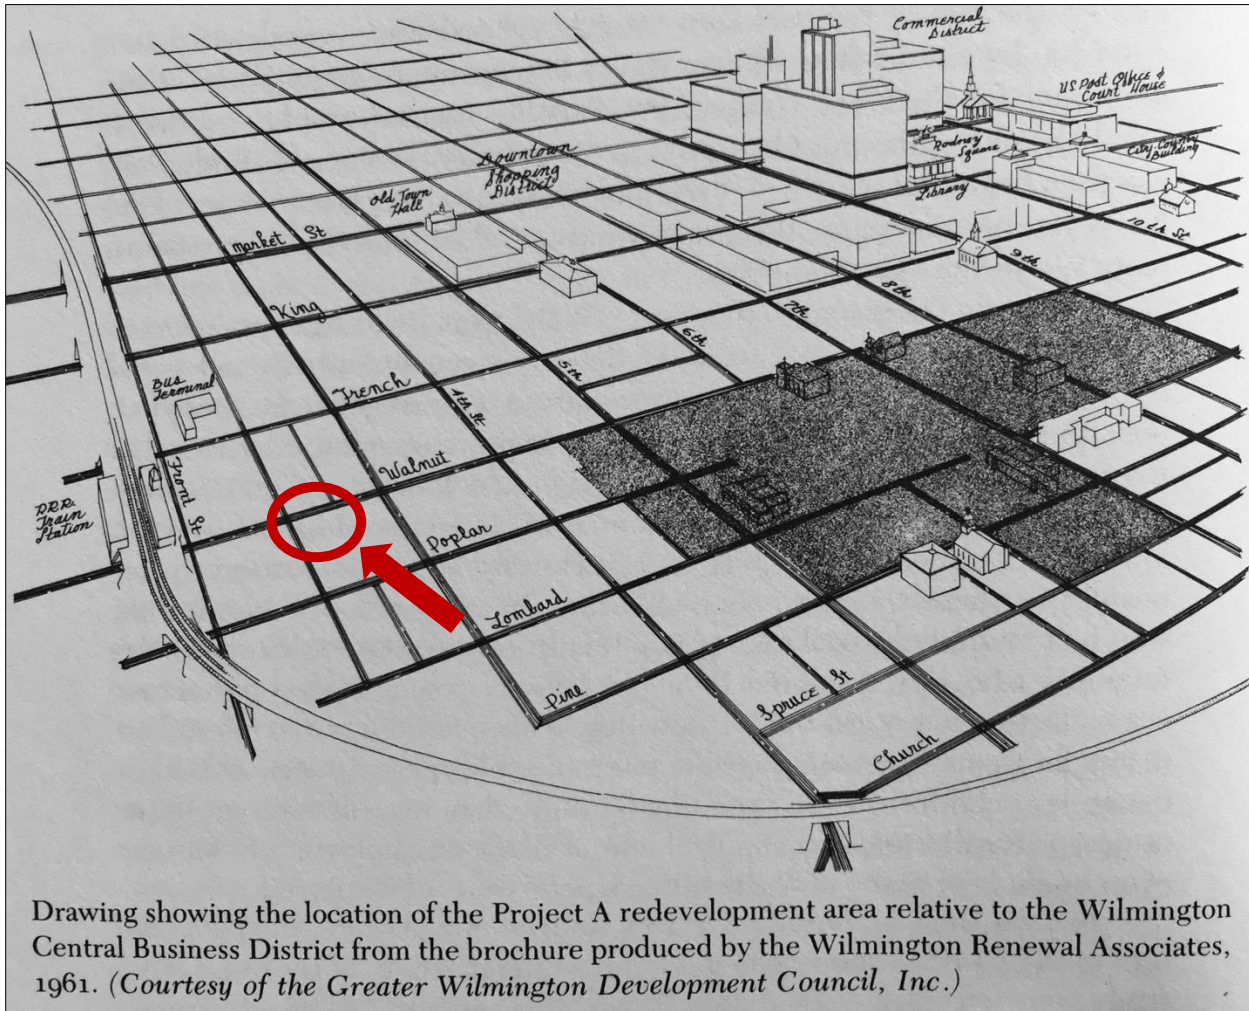 Commercial
District
US Post Office &
Court House
Rodney
Square
City-County
Building
Library
10th St
9th
8th
7th
6th
5th
4th St
Downtown
Shopping
District
Old Town
Hall
Market St
King
French
Walnut
Poplar
Lombard
Pine
Spruce St
Church
Bus
Terminal
Front St
P.R.R.
Train
Station
Drawing showing the location of the Project A redevelopment area relative to the Wilmington
Central Business District from the brochure produced by the Wilmington Renewal Associates,
1961. (Courtesy of the Greater Wilmington Development Council, Inc.)